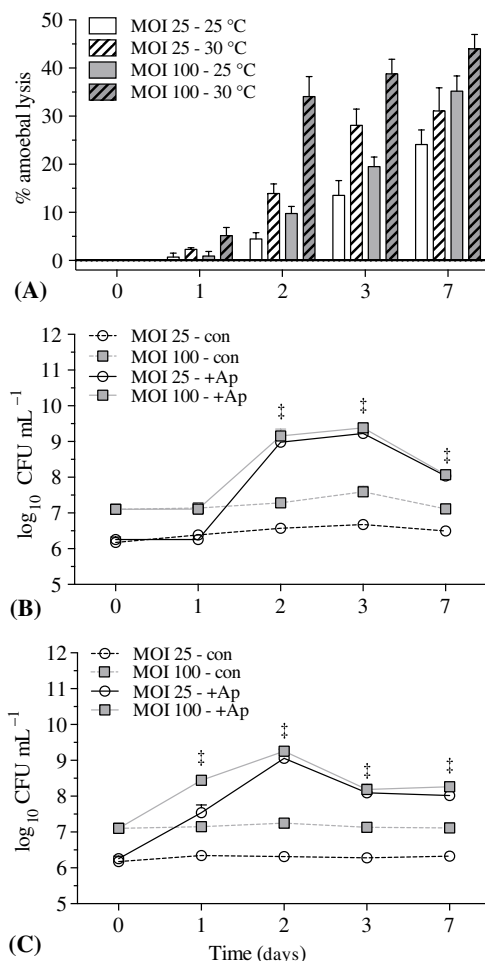 50
40
30
20
10
0
% amoebal lysis
MOI 25 - 25 °C
MOI 25 - 30 °C
MOI 100 - 25 °C
MOI 100 - 30 °C
0 1 2 3 7
(A)
12
11
10
9
8
7
6
5
log10 CFU mL−1
MOI 25 - con
MOI 100 - con
MOI 25 - +Ap
MOI 100 - +Ap
‡ ‡ ‡
0 1 2 3 7
(B)
12
11
10
9
8
7
6
5
log10 CFU mL−1
MOI 25 - con
MOI 100 - con
MOI 25 - +Ap
MOI 100 - +Ap
‡ ‡ ‡ ‡
0 1 2 3 7
(C)
Time (days)